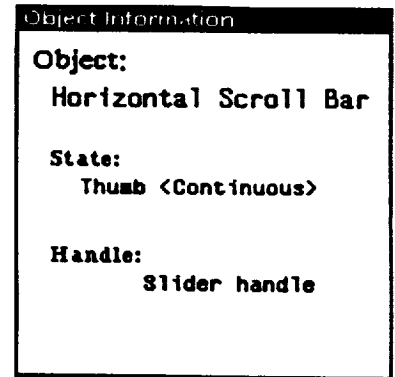 Object Information
Object:
Horizontal Scroll Bar
State:
Thumb <Continuous>
Handle:
Slider handle